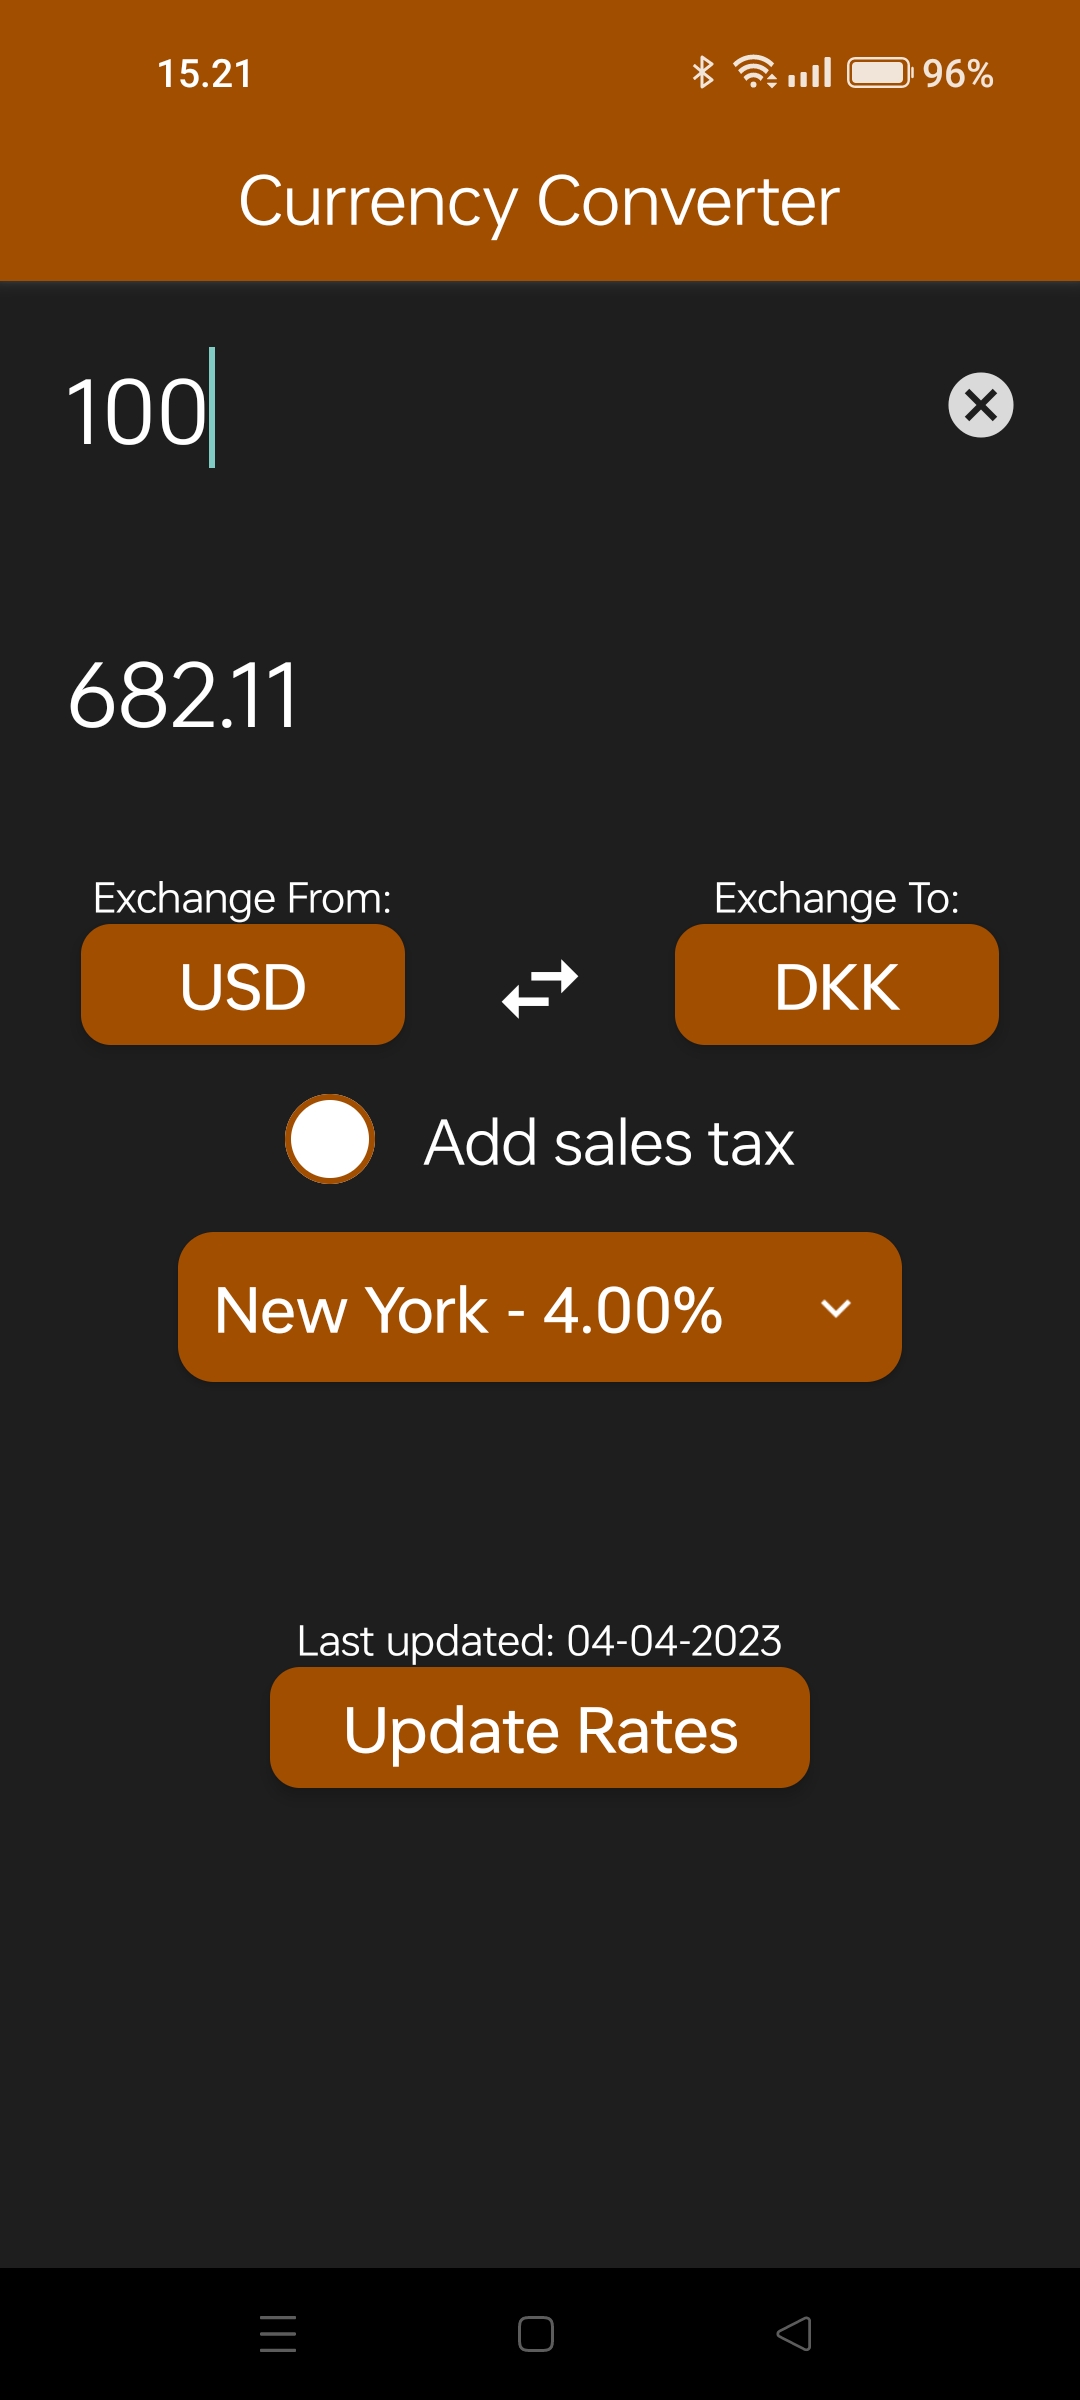 15.21 96%
Currency Converter
100
682.11
Exchange From: Exchange To:
USD DKK
Add sales tax
New York - 4.00%
Last updated: 04-04-2023
Update Rates